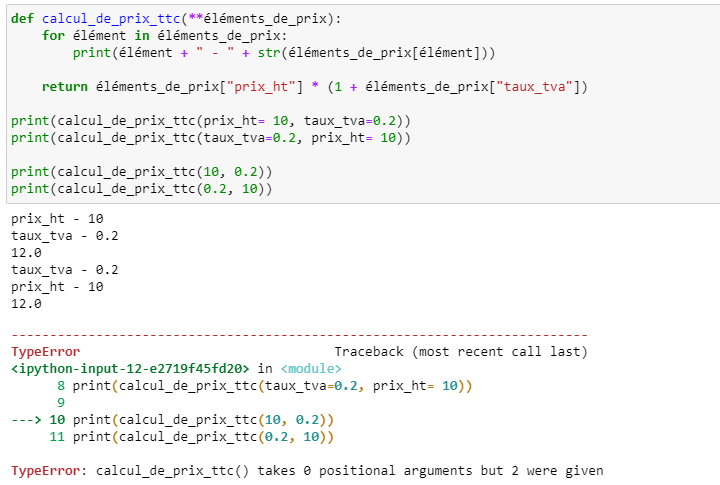 def calcul_de_prix_ttc(**éléments_de_prix):
    for élément in éléments_de_prix:
        print(élément + " - " + str(éléments_de_prix[élément]))

    return éléments_de_prix["prix_ht"] * (1 + éléments_de_prix["taux_tva"])

print(calcul_de_prix_ttc(prix_ht= 10, taux_tva=0.2))
print(calcul_de_prix_ttc(taux_tva=0.2, prix_ht= 10))

print(calcul_de_prix_ttc(10, 0.2))
print(calcul_de_prix_ttc(0.2, 10))
prix_ht - 10
taux_tva - 0.2
12.0
taux_tva - 0.2
prix_ht - 10
12.0

---------------------------------------------------------------------------
TypeError                                 Traceback (most recent call last)
<ipython-input-12-e2719f45fd20> in <module>
      8 print(calcul_de_prix_ttc(taux_tva=0.2, prix_ht= 10))
      9 
---> 10 print(calcul_de_prix_ttc(10, 0.2))
     11 print(calcul_de_prix_ttc(0.2, 10))

TypeError: calcul_de_prix_ttc() takes 0 positional arguments but 2 were given